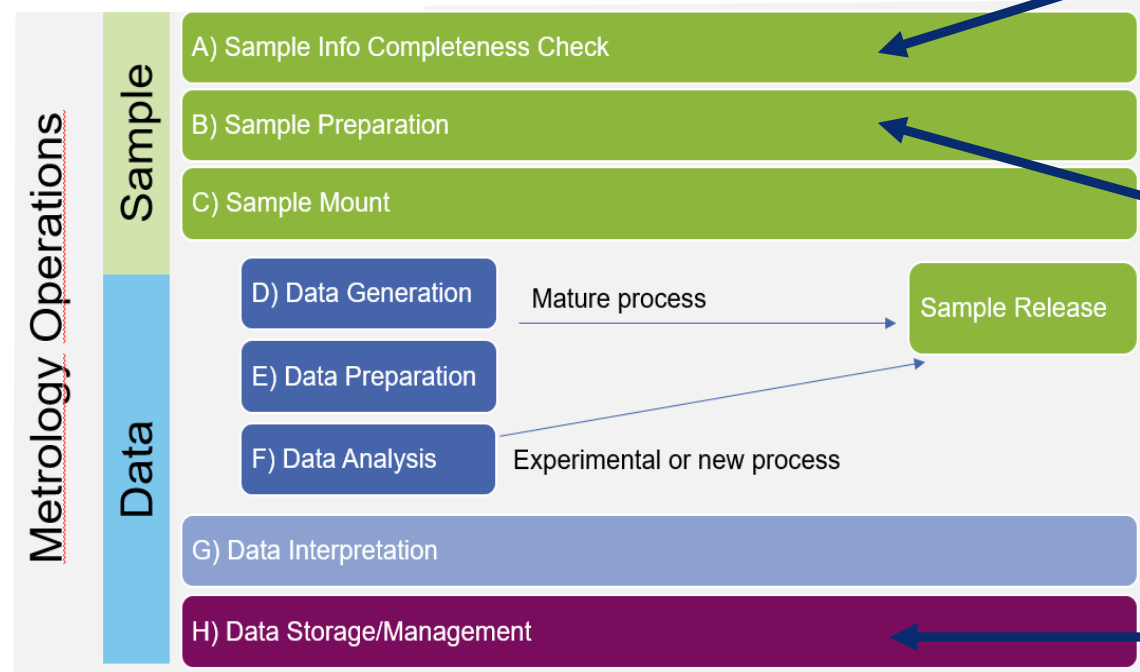 Metrology Operations
Sample
A) Sample Info Completeness Check
B) Sample Preparation
C) Sample Mount
Data
D) Data Generation
Mature process
Sample Release
E) Data Preparation
F) Data Analysis
Experimental or new process
G) Data Interpretation
H) Data Storage/Management